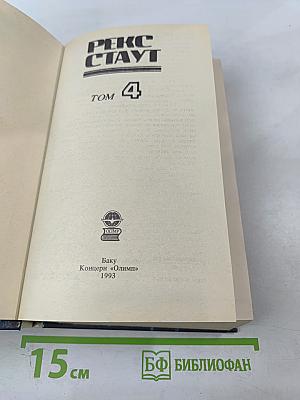 РЕКС
СТАУТ
ТОМ 4
Баку
Концерн «Олимп»
1993
15 см
БФ БИБЛИОФАН